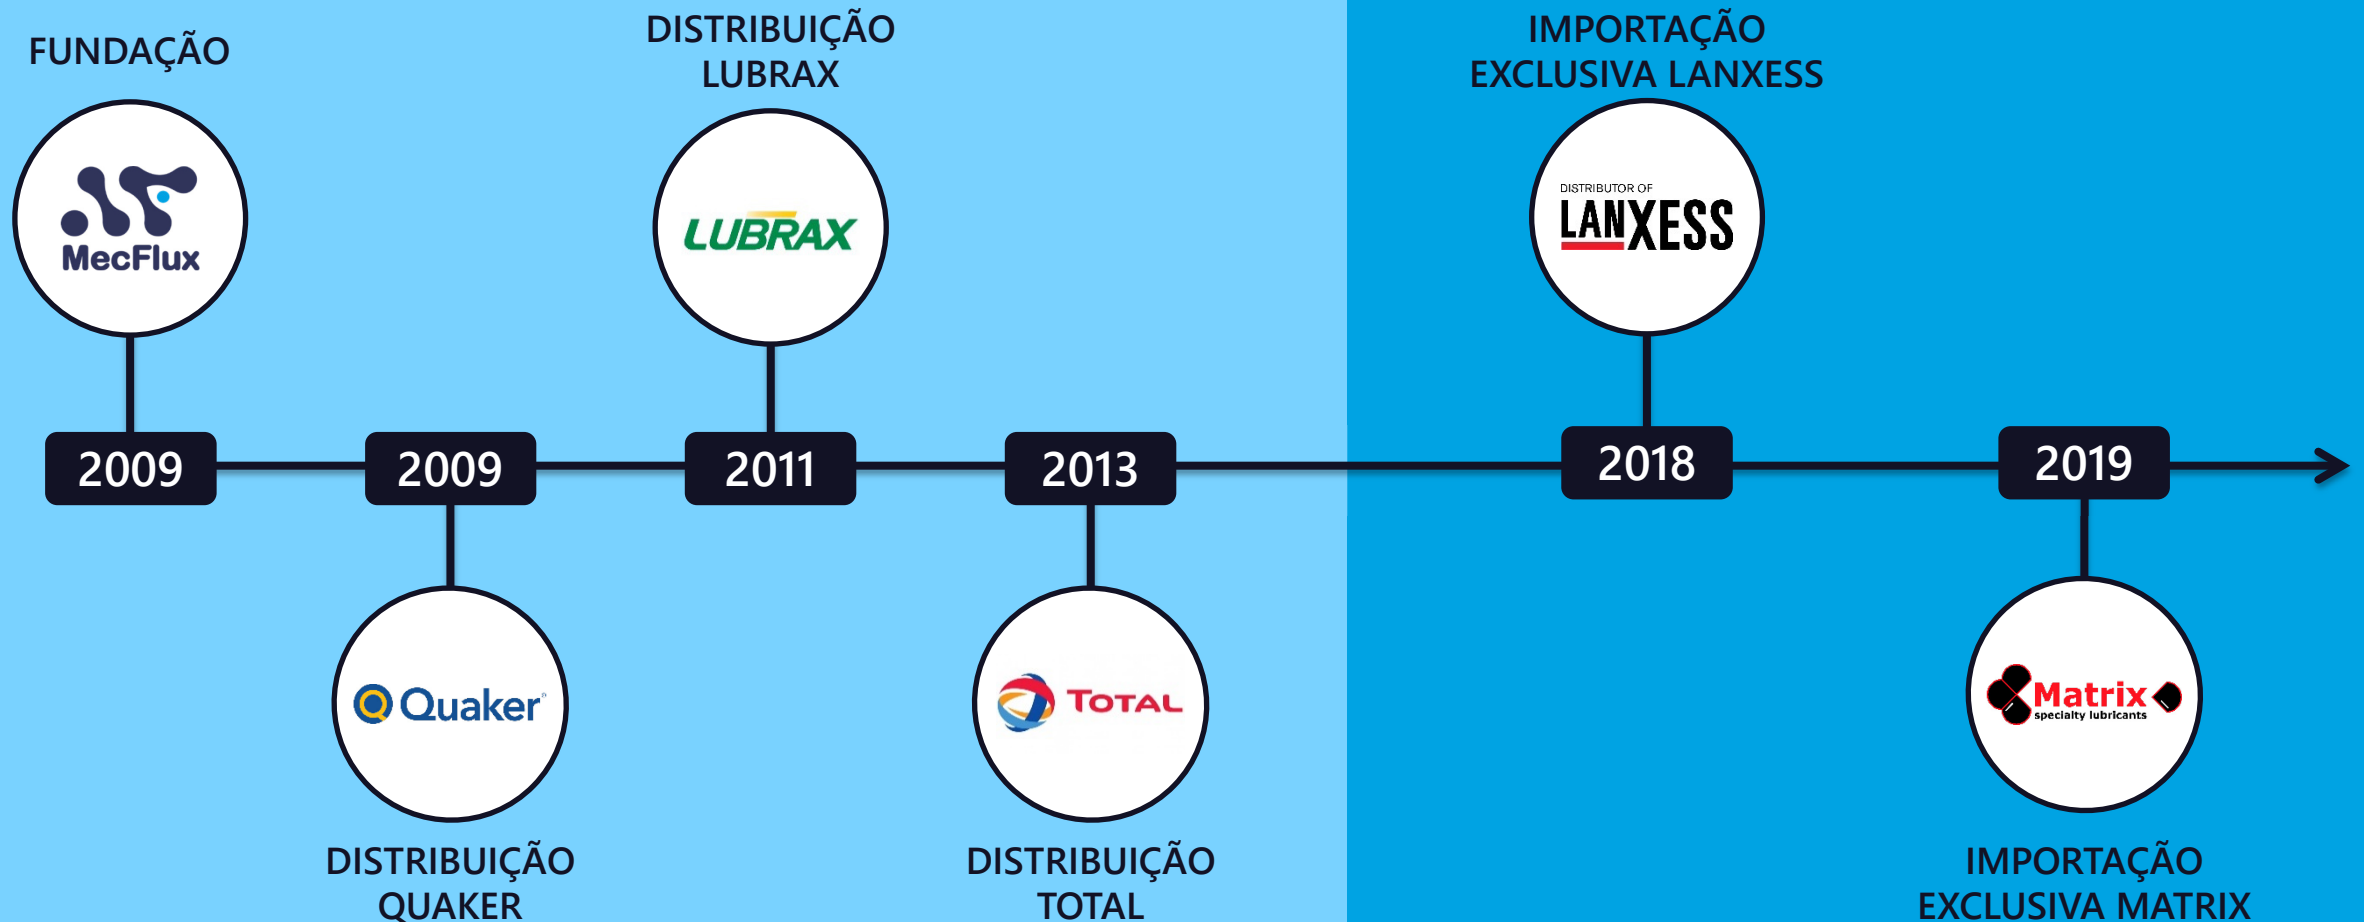 FUNDAÇÃO
MecFlux
2009
2009
Quaker
DISTRIBUIÇÃO
QUAKER
DISTRIBUIÇÃO
LUBRAX
LUBRAX
2011
2013
TOTAL
DISTRIBUIÇÃO
TOTAL
IMPORTAÇÃO
EXCLUSIVA LANXESS
DISTRIBUTOR OF
LANXESS
2018
2019
Matrix
specialty lubricants
IMPORTAÇÃO
EXCLUSIVA MATRIX